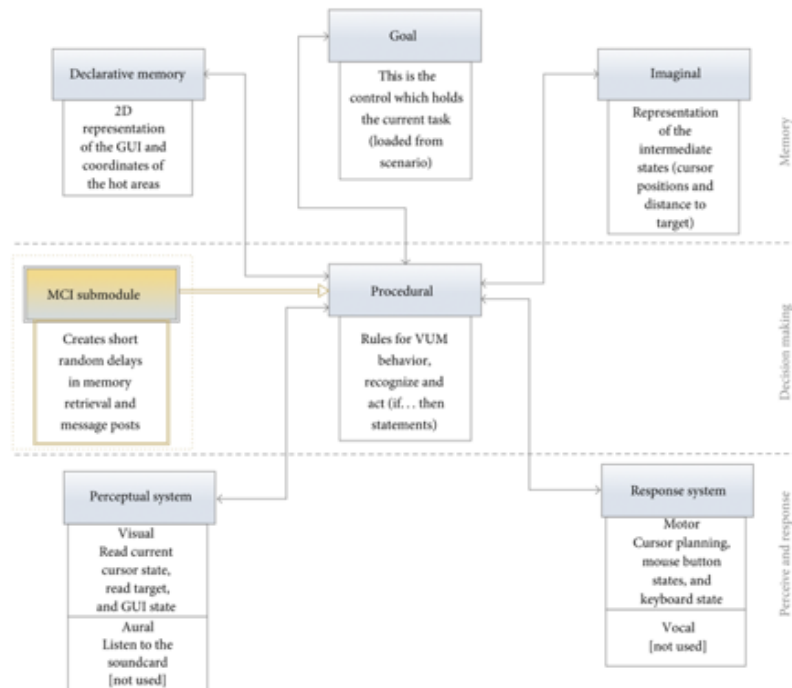 Goal
This is the
control which holds
the current task
(loaded from
scenario)
Declarative memory
2D
representation
of the GUI and
coordinates of
the hot areas
Imaginal
Representation
of the
intermediate
states (cursor
positions and
distance to
target)
Memory
MCI submodule
Creates short
random delays
in memory
retrieval and
message posts
Procedural
Rules for VUM
behavior,
recognize and
act (if… then
statements)
Decision making
Perceptual system
Visual
Read current
cursor state,
read target,
and GUI state
Aural
Listen to the
soundcard
[not used]
Response system
Motor
Cursor planning,
mouse button
states, and
keyboard state
Vocal
[not used]
Perceive and response